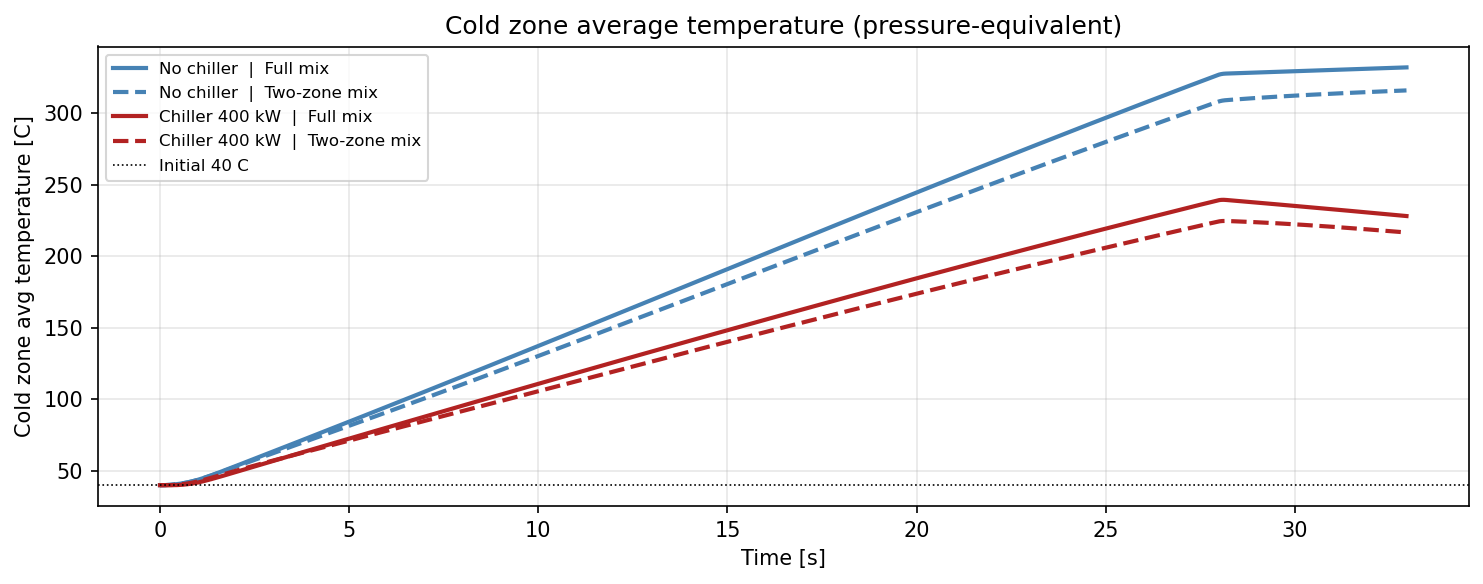 Cold zone average temperature (pressure-equivalent)
No chiller | Full mix
No chiller | Two-zone mix
Chiller 400 kW | Full mix
Chiller 400 kW | Two-zone mix
Initial 40 C
Cold zone avg temperature [C]
300
250
200
150
100
50
0 5 10 15 20 25 30
Time [s]